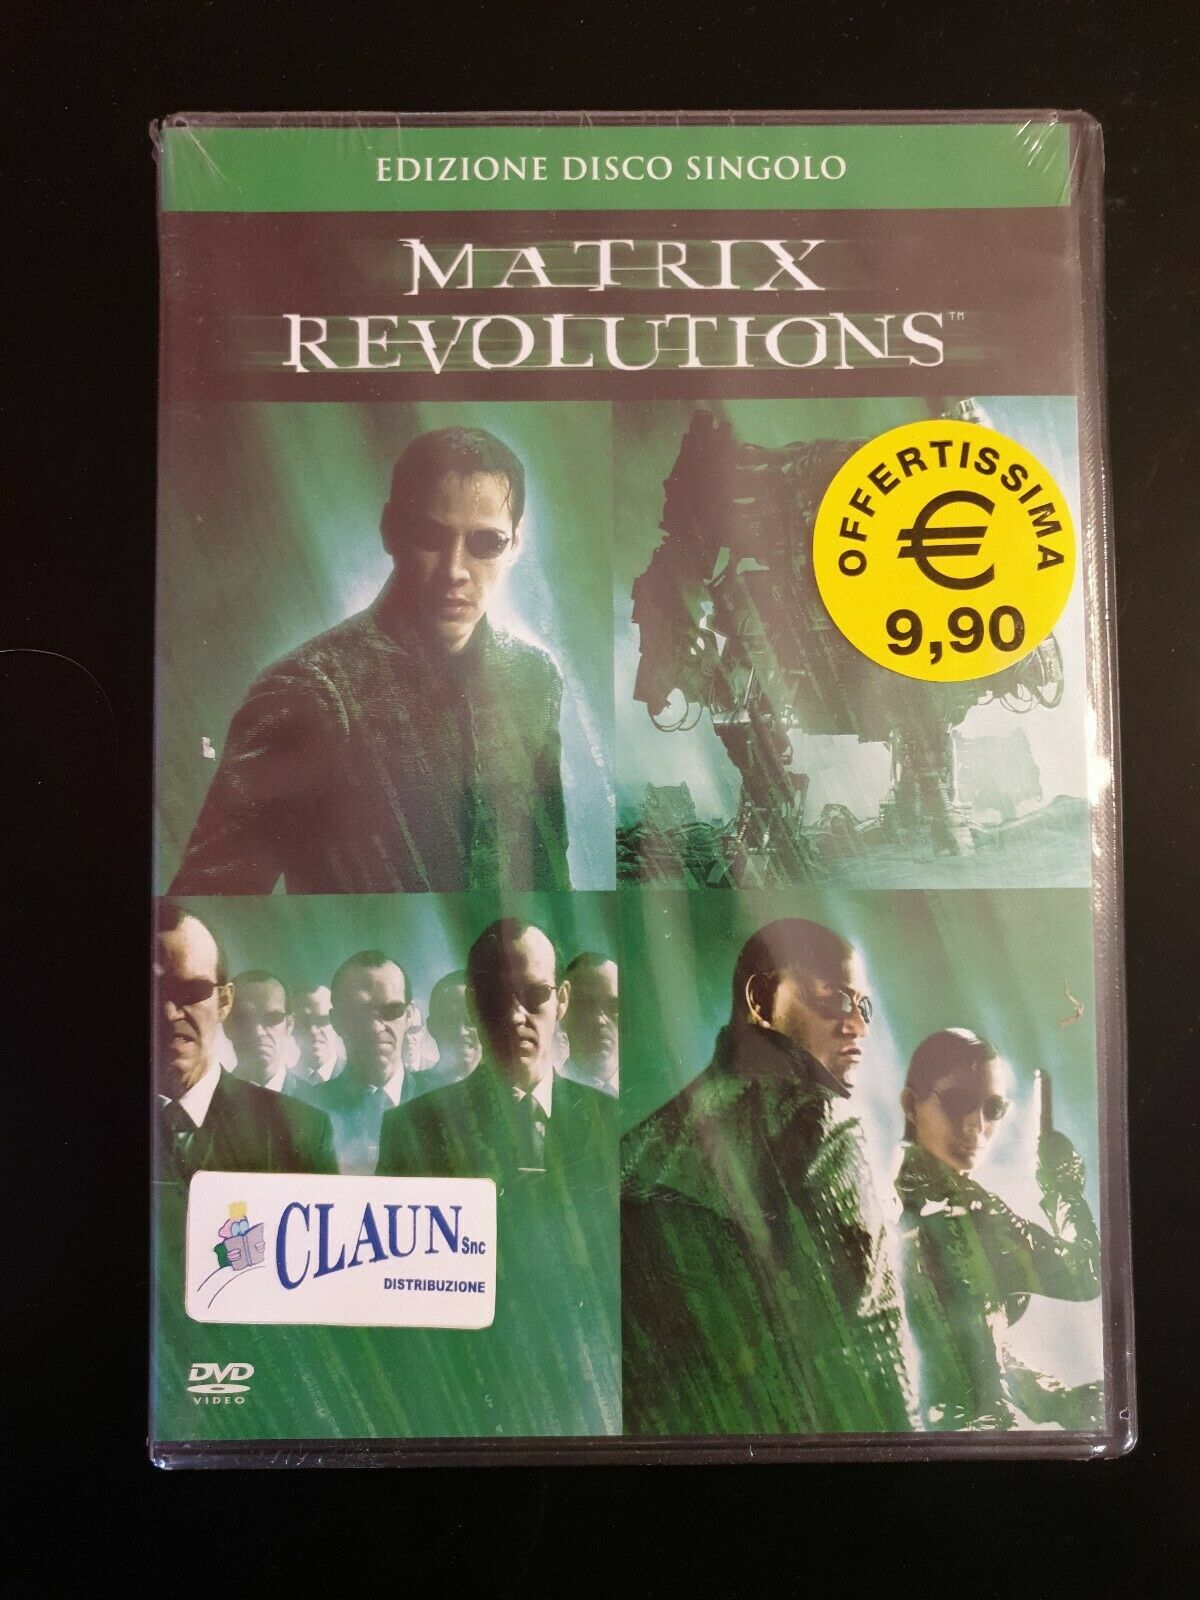 EDIZIONE DISCO SINGOLO
MATRIX
REVOLUTIONS™
OFFERTISSIMA
€
9,90
CLAUN Snc
DISTRIBUZIONE
DVD
VIDEO